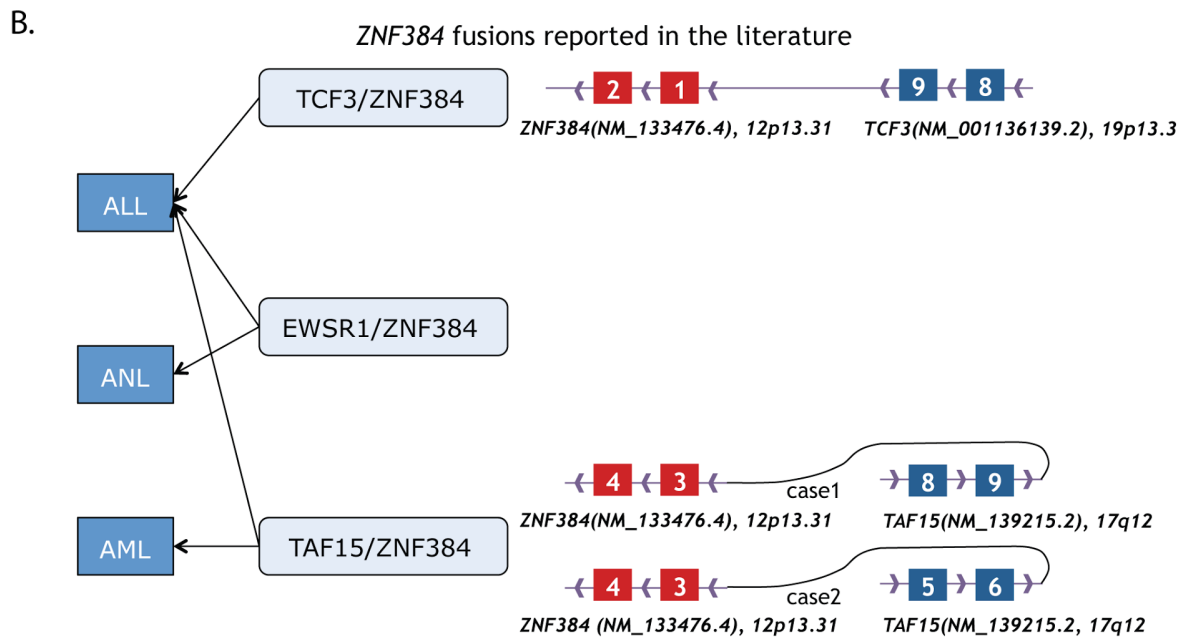 B.
ZNF384 fusions reported in the literature
TCF3/ZNF384
2 1 9 8
ZNF384(NM_133476.4), 12p13.31 TCF3(NM_001136139.2), 19p13.3
ALL
EWSR1/ZNF384
ANL
4 3 case1 8 9
ZNF384(NM_133476.4), 12p13.31 TAF15(NM_139215.2), 17q12
AML
TAF15/ZNF384
4 3 case2 5 6
ZNF384 (NM_133476.4), 12p13.31 TAF15(NM_139215.2, 17q12